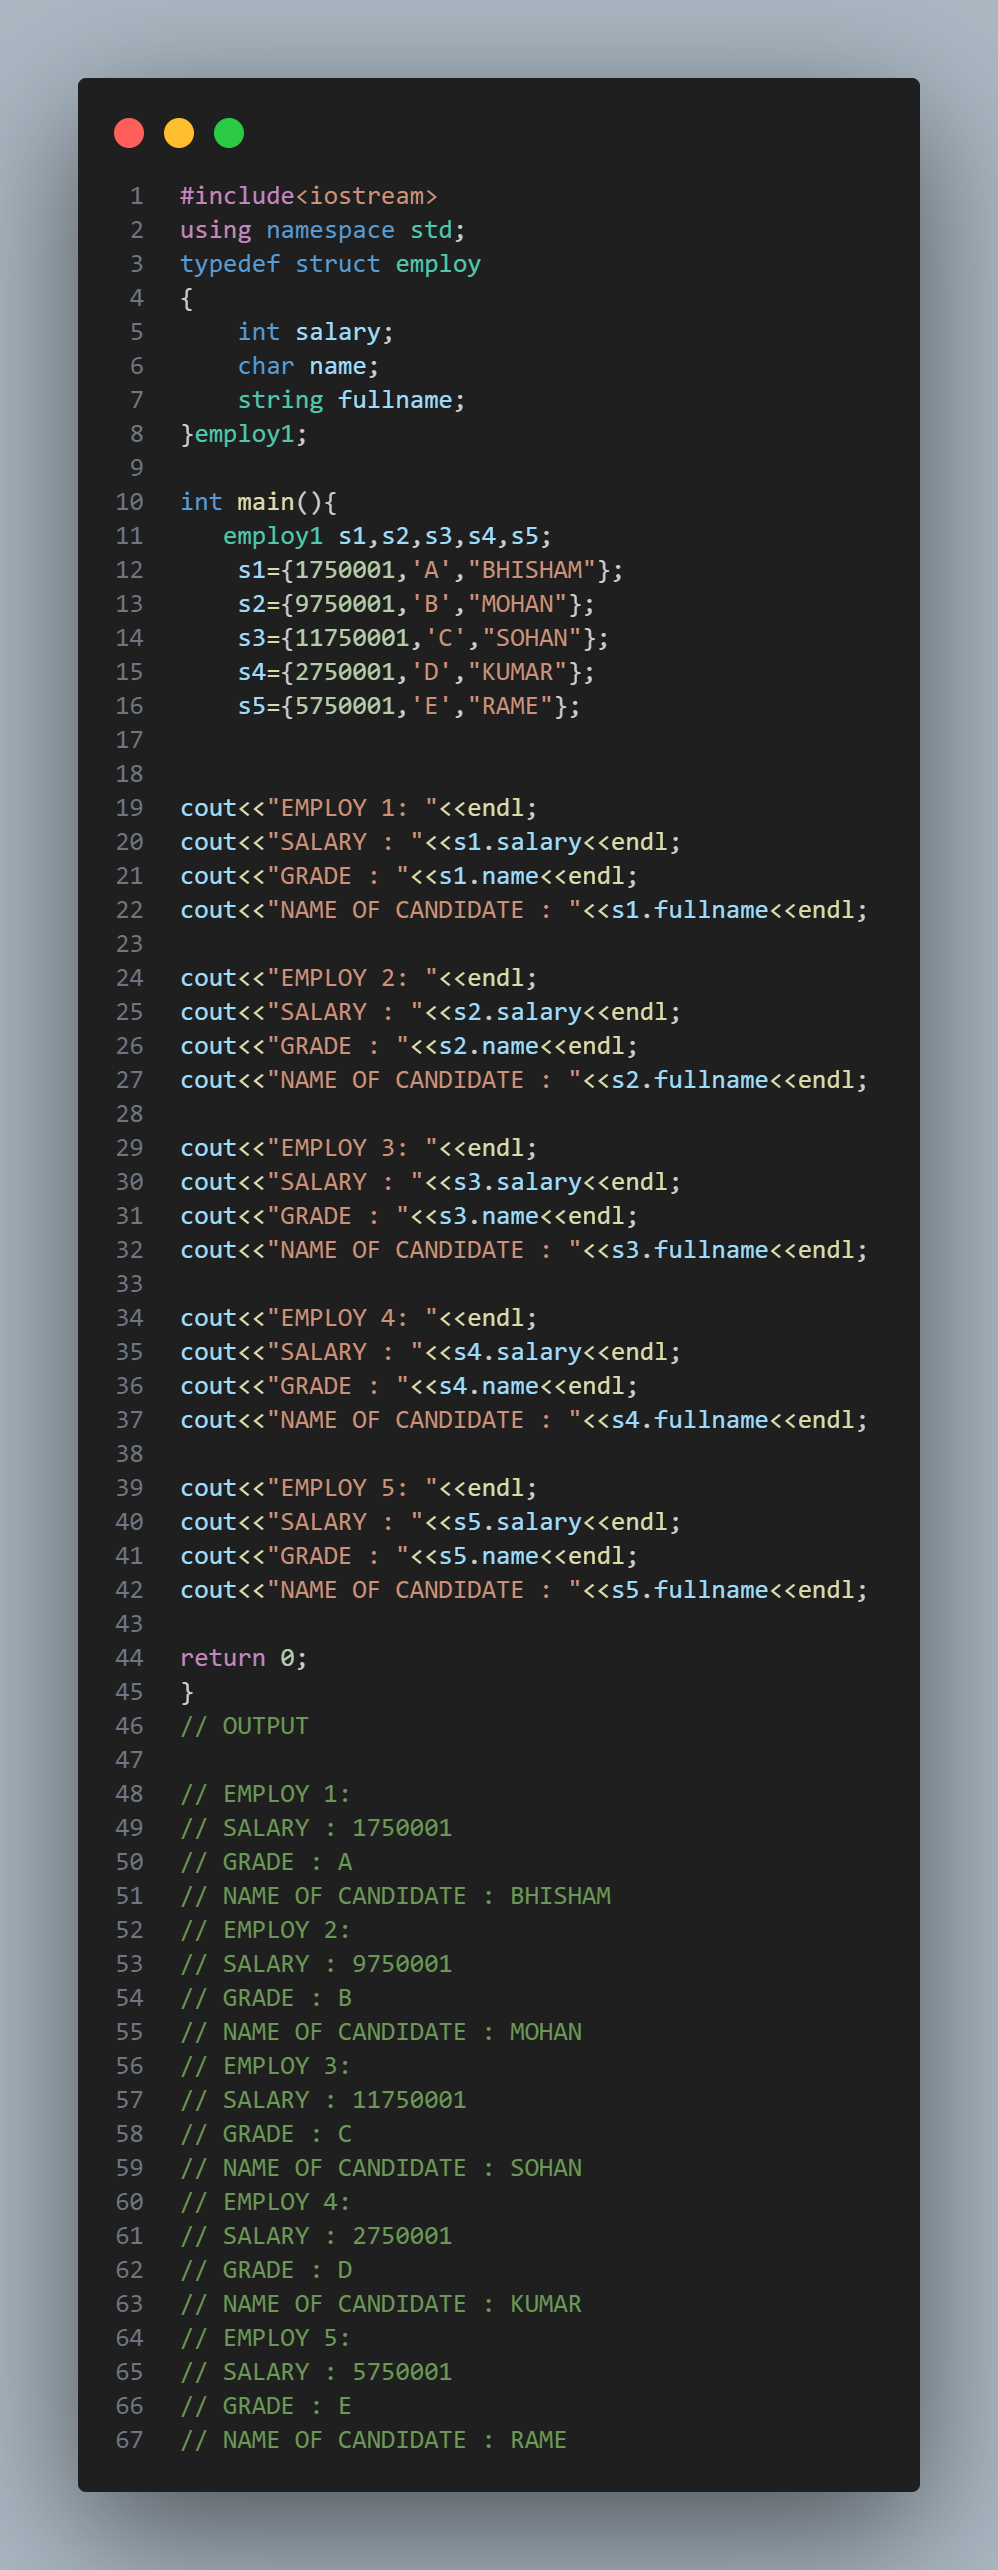 1 #include<iostream>
2 using namespace std;
3 typedef struct employ
4 {
5     int salary;
6     char name;
7     string fullname;
8 }employ1;
9
10 int main(){
11    employ1 s1,s2,s3,s4,s5;
12     s1={1750001,'A',"BHISHAM"};
13     s2={9750001,'B',"MOHAN"};
14     s3={11750001,'C',"SOHAN"};
15     s4={2750001,'D',"KUMAR"};
16     s5={5750001,'E',"RAME"};
17
18
19 cout<<"EMPLOY 1: "<<endl;
20 cout<<"SALARY : "<<s1.salary<<endl;
21 cout<<"GRADE : "<<s1.name<<endl;
22 cout<<"NAME OF CANDIDATE : "<<s1.fullname<<endl;
23
24 cout<<"EMPLOY 2: "<<endl;
25 cout<<"SALARY : "<<s2.salary<<endl;
26 cout<<"GRADE : "<<s2.name<<endl;
27 cout<<"NAME OF CANDIDATE : "<<s2.fullname<<endl;
28
29 cout<<"EMPLOY 3: "<<endl;
30 cout<<"SALARY : "<<s3.salary<<endl;
31 cout<<"GRADE : "<<s3.name<<endl;
32 cout<<"NAME OF CANDIDATE : "<<s3.fullname<<endl;
33
34 cout<<"EMPLOY 4: "<<endl;
35 cout<<"SALARY : "<<s4.salary<<endl;
36 cout<<"GRADE : "<<s4.name<<endl;
37 cout<<"NAME OF CANDIDATE : "<<s4.fullname<<endl;
38
39 cout<<"EMPLOY 5: "<<endl;
40 cout<<"SALARY : "<<s5.salary<<endl;
41 cout<<"GRADE : "<<s5.name<<endl;
42 cout<<"NAME OF CANDIDATE : "<<s5.fullname<<endl;
43
44 return 0;
45 }
46 // OUTPUT
47
48 // EMPLOY 1:
49 // SALARY : 1750001
50 // GRADE : A
51 // NAME OF CANDIDATE : BHISHAM
52 // EMPLOY 2:
53 // SALARY : 9750001
54 // GRADE : B
55 // NAME OF CANDIDATE : MOHAN
56 // EMPLOY 3:
57 // SALARY : 11750001
58 // GRADE : C
59 // NAME OF CANDIDATE : SOHAN
60 // EMPLOY 4:
61 // SALARY : 2750001
62 // GRADE : D
63 // NAME OF CANDIDATE : KUMAR
64 // EMPLOY 5:
65 // SALARY : 5750001
66 // GRADE : E
67 // NAME OF CANDIDATE : RAME